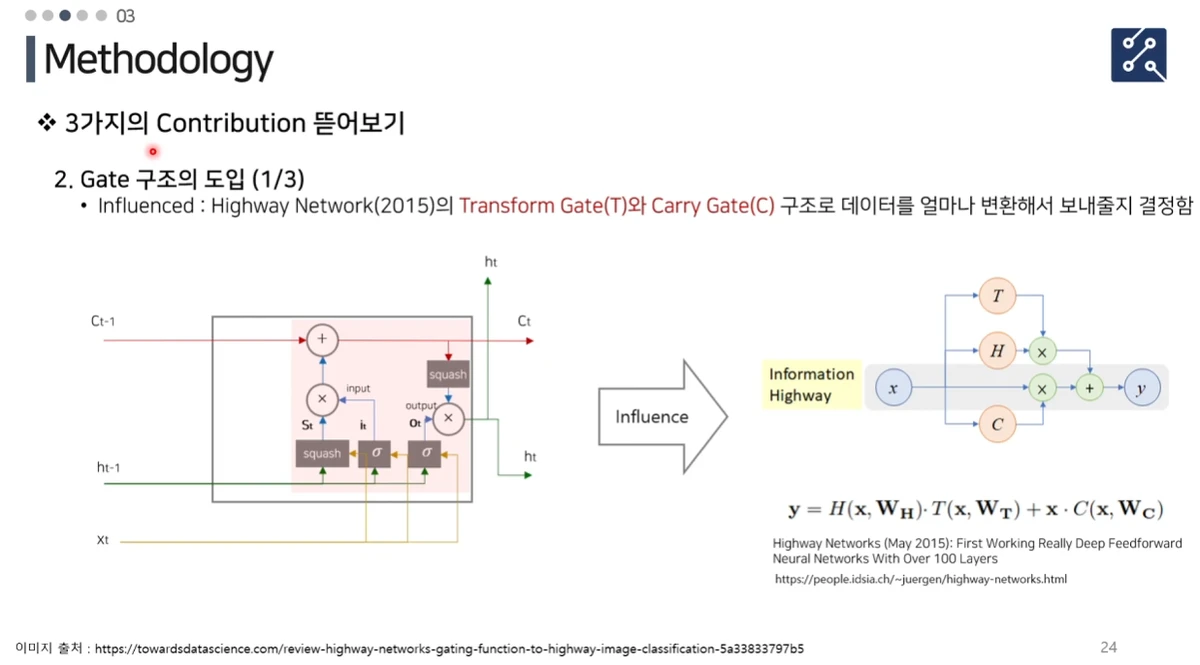 03
Methodology
❖ 3가지의 Contribution 뜯어보기
2. Gate 구조의 도입 (1/3)
• Influenced : Highway Network(2015)의 Transform Gate(T)와 Carry Gate(C) 구조로 데이터를 얼마나 변환해서 보내줄지 결정함
ht
Ct-1
Ct
+
squash
input
×
output
×
St
it
Ot
squash
σ
σ
ht-1
ht
Xt
Influence
Information
Highway
T
H
×
x
×
+
y
C
y = H(x, W_H)· T(x, W_T) + x · C(x, W_C)
Highway Networks (May 2015): First Working Really Deep Feedforward
Neural Networks With Over 100 Layers
https://people.idsia.ch/~juergen/highway-networks.html
이미지 출처 : https://towardsdatascience.com/review-highway-networks-gating-function-to-highway-image-classification-5a33833797b5
24